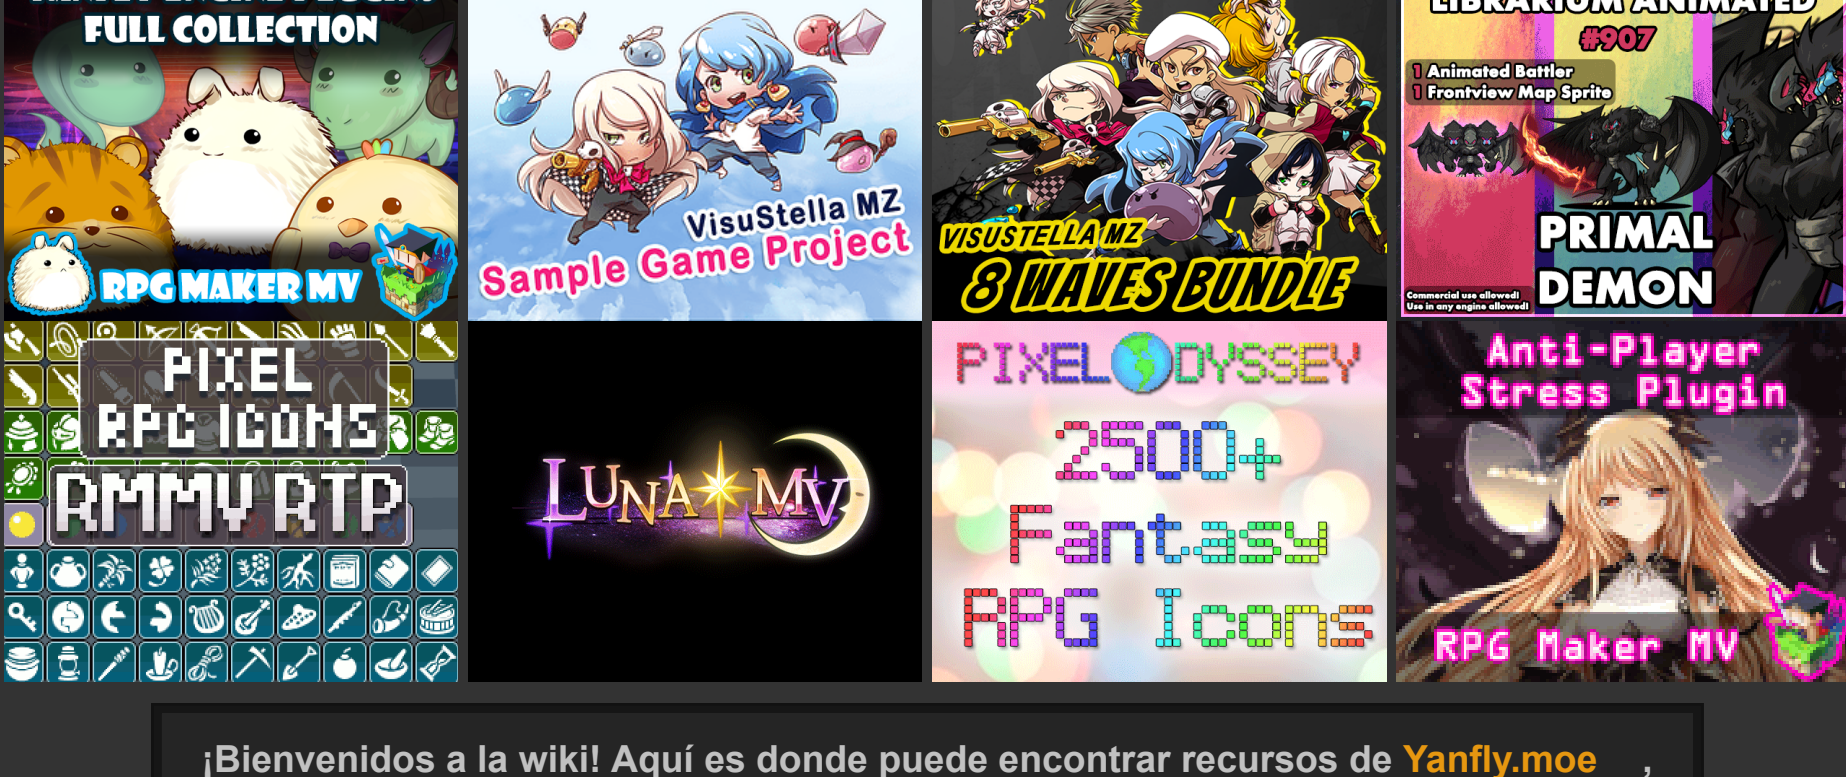 FULL COLLECTION
RPG MAKER MV
VisuStella MZ
Sample Game Project
VISUSTELLA MZ
8 WAVES BUNDLE
LIBRARIUM ANIMATED
#907
1 Animated Battler
1 Frontview Map Sprite
PRIMAL
DEMON
Commercial use allowed!
Use in any engine allowed!
PIXEL
RPG ICONS
RMMV RTP
LUNA MV
PIXEL ODYSSEY
2500+
Fantasy
RPG Icons
Anti-Player
Stress Plugin
RPG Maker MV
¡Bienvenidos a la wiki! Aquí es donde puede encontrar recursos de Yanfly.moe ,